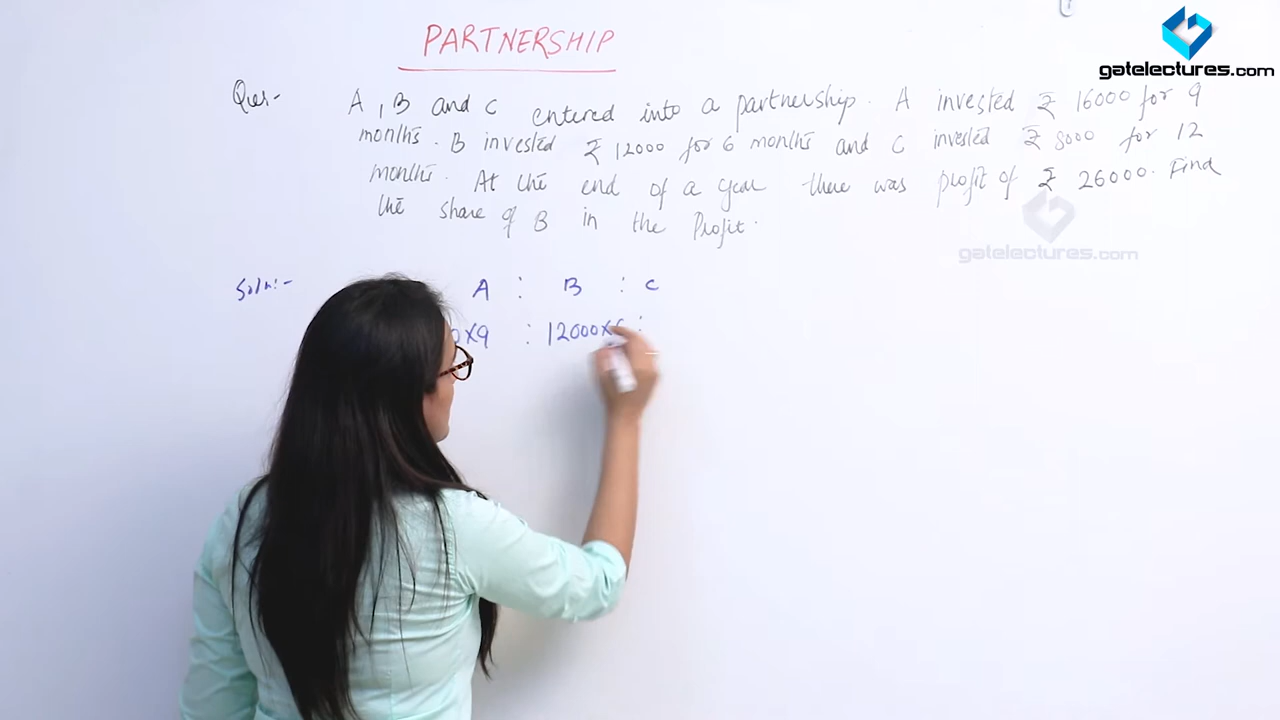 PARTNERSHIP
gatelectures.com
Ques- A, B and C entered into a partnership. A invested ₹ 16000 for 9
months. B invested ₹ 12000 for 6 months and C invested ₹ 8000 for 12
months. At the end of a year there was profit of ₹ 26000. Find
the share of B in the Profit.
gatelectures.com
Soln:- A : B : C
0×9 : 12000×6 :